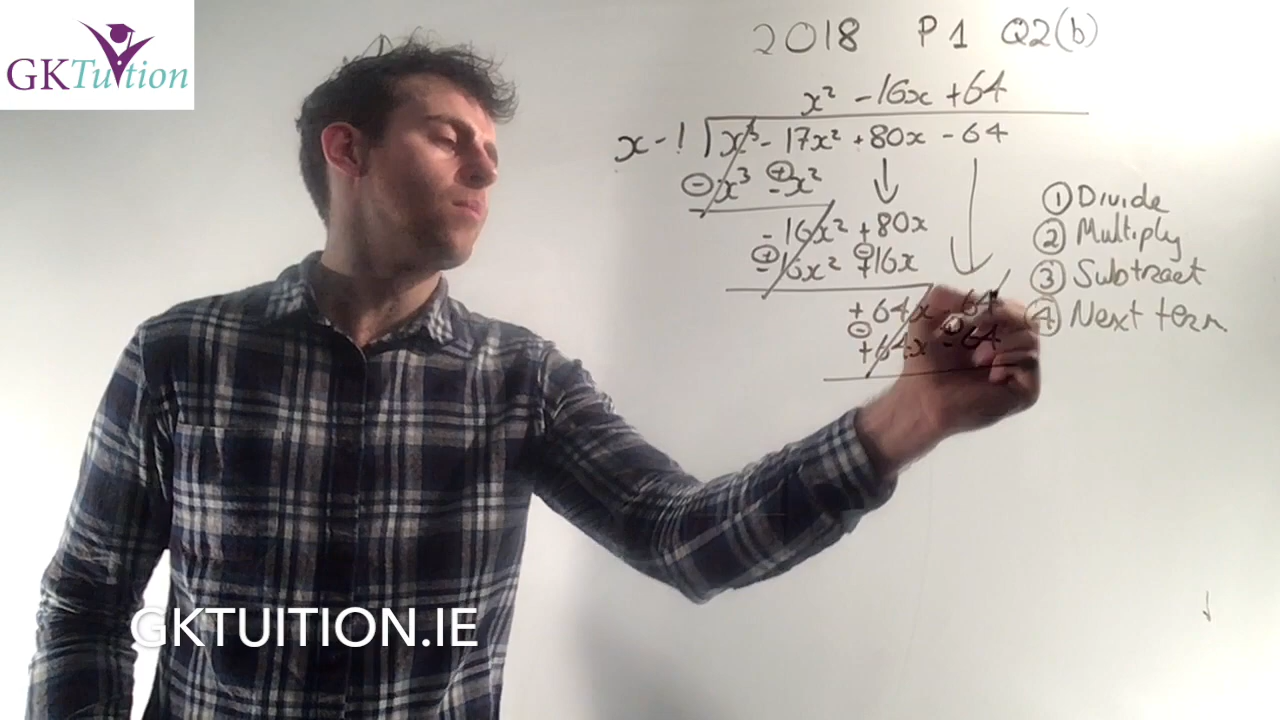 GKTuition
2018 P1 Q2(b)
x² -16x +64
x - 1 x³ - 17x² +80x - 64
⊖ x³ ⊕ - x²
- 16x² +80x
⊕ - 16x² ⊖ +16x
+64x - 64
⊖ +64x ⊕ - 64
① Divide
② Multiply
③ Subtract
④ Next term.
GKTUITION.IE